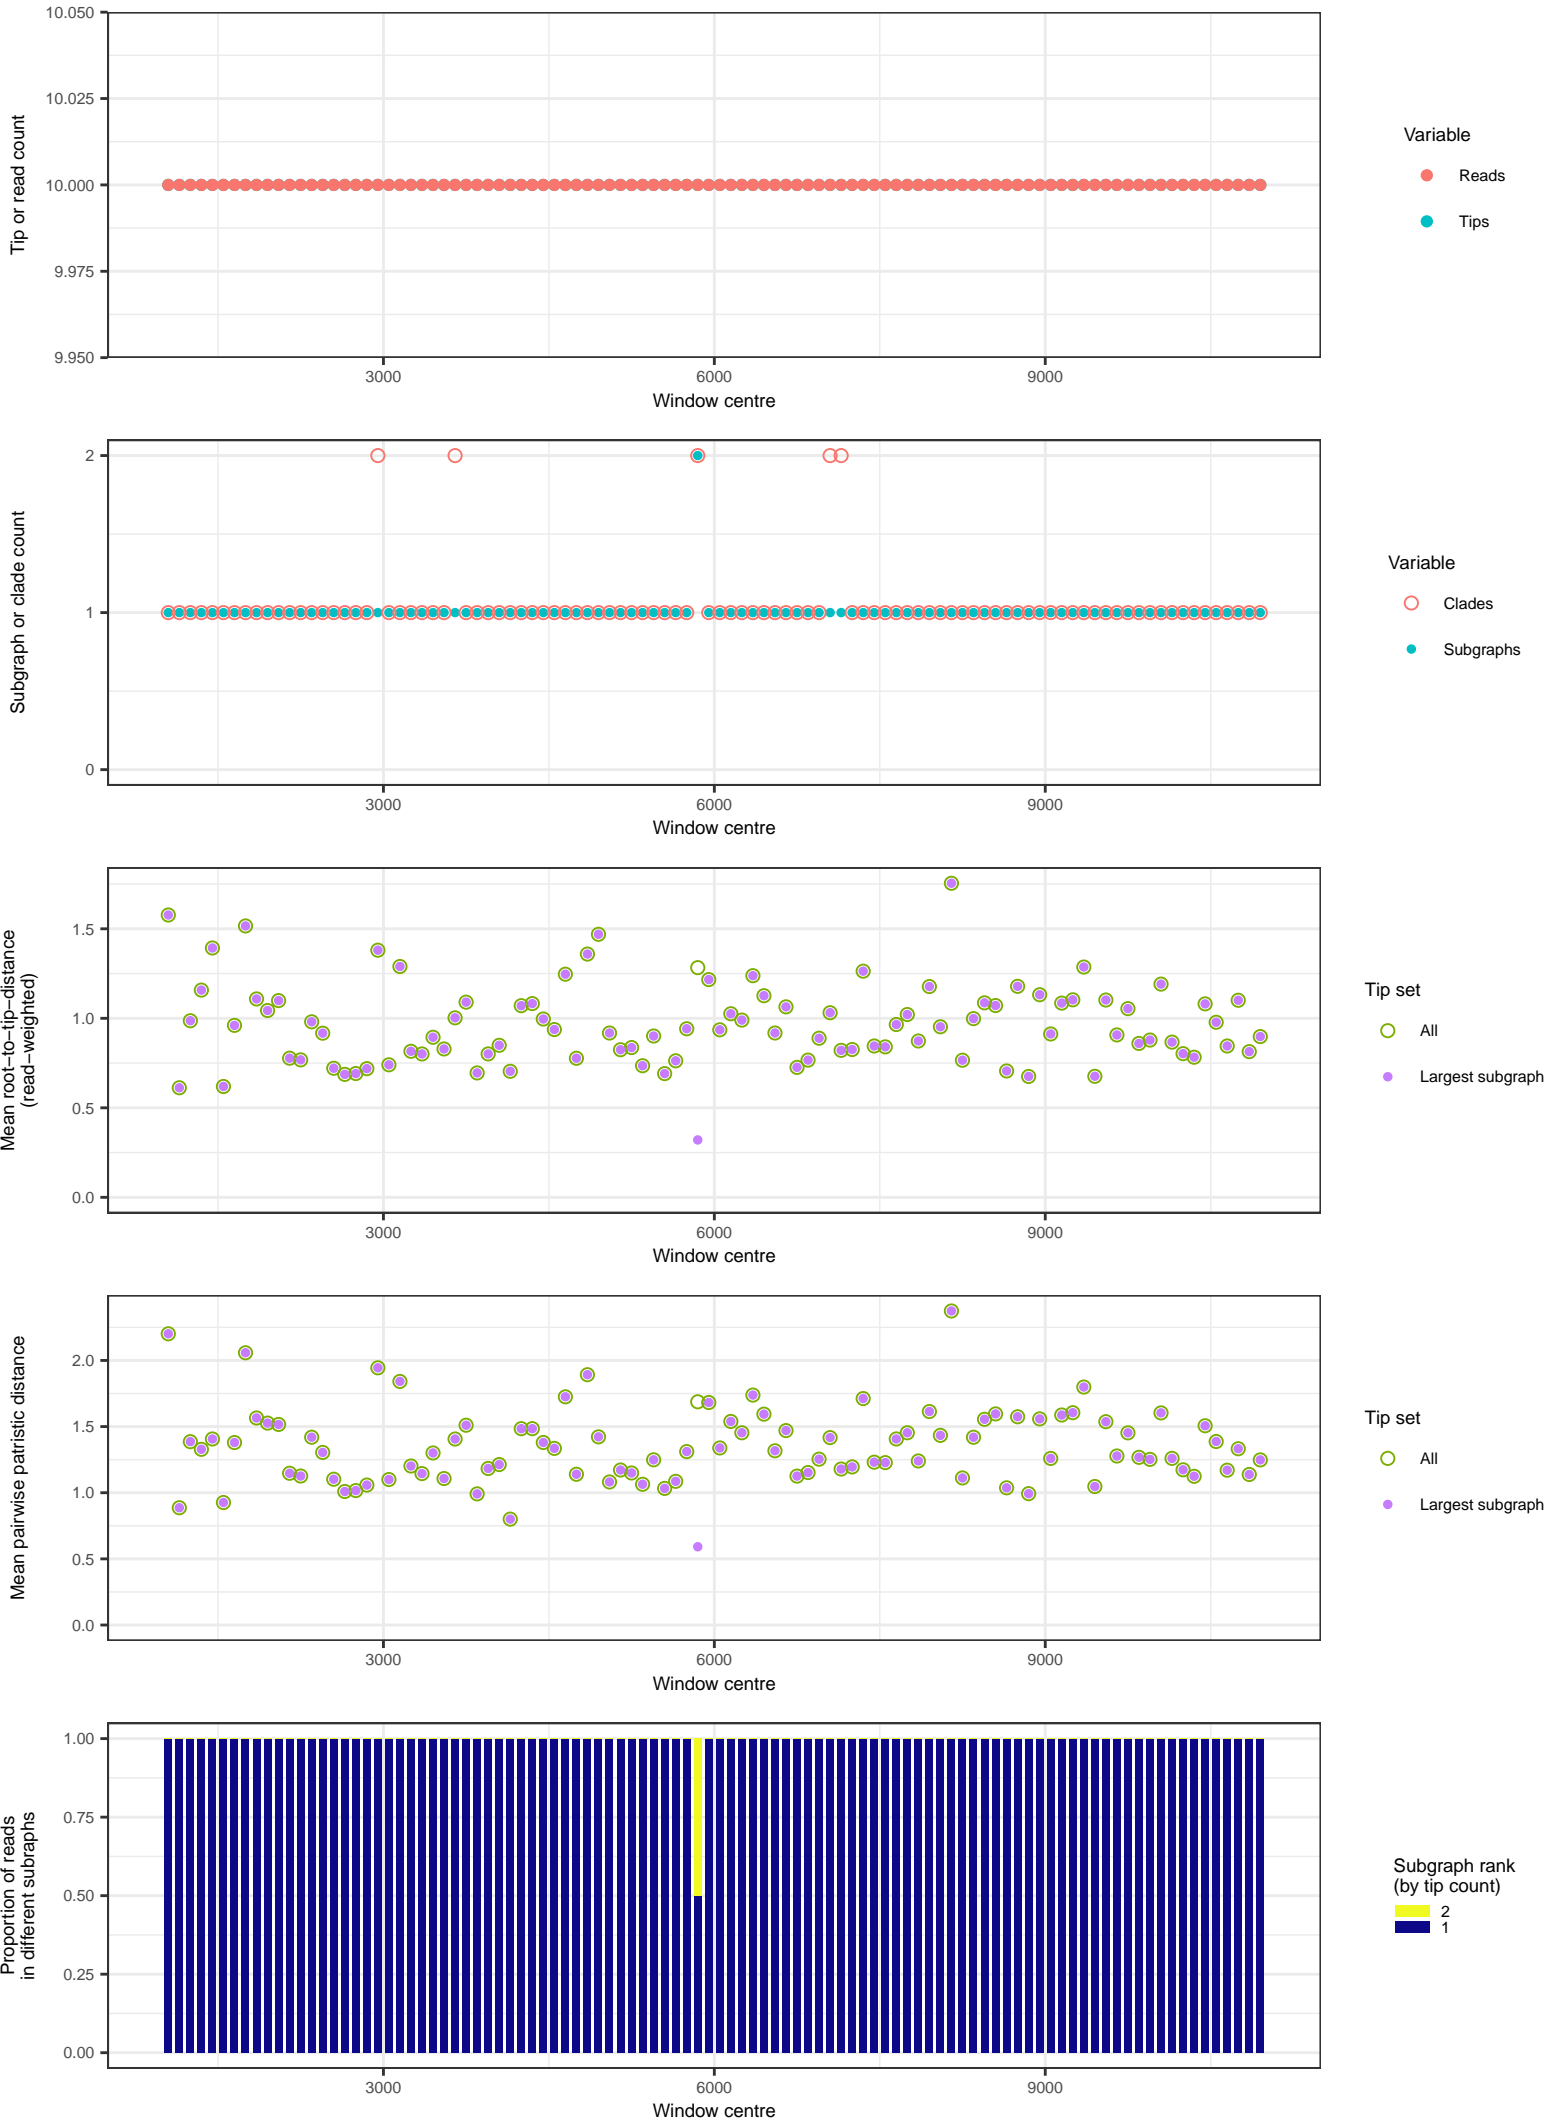 10.050
10.025
10.000
9.975
9.950
Tip or read count
3000
6000
9000
Window centre
Variable
Reads
Tips
2
1
0
Subgraph or clade count
3000
6000
9000
Window centre
Variable
Clades
Subgraphs
1.5
1.0
0.5
0.0
Mean root−to−tip−distance
(read−weighted)
3000
6000
9000
Window centre
Tip set
All
Largest subgraph
2.0
1.5
1.0
0.5
0.0
Mean pairwise patristic distance
3000
6000
9000
Window centre
Tip set
All
Largest subgraph
1.00
0.75
0.50
0.25
0.00
Proportion of reads
in different subraphs
3000
6000
9000
Window centre
Subgraph rank
(by tip count)
2
1